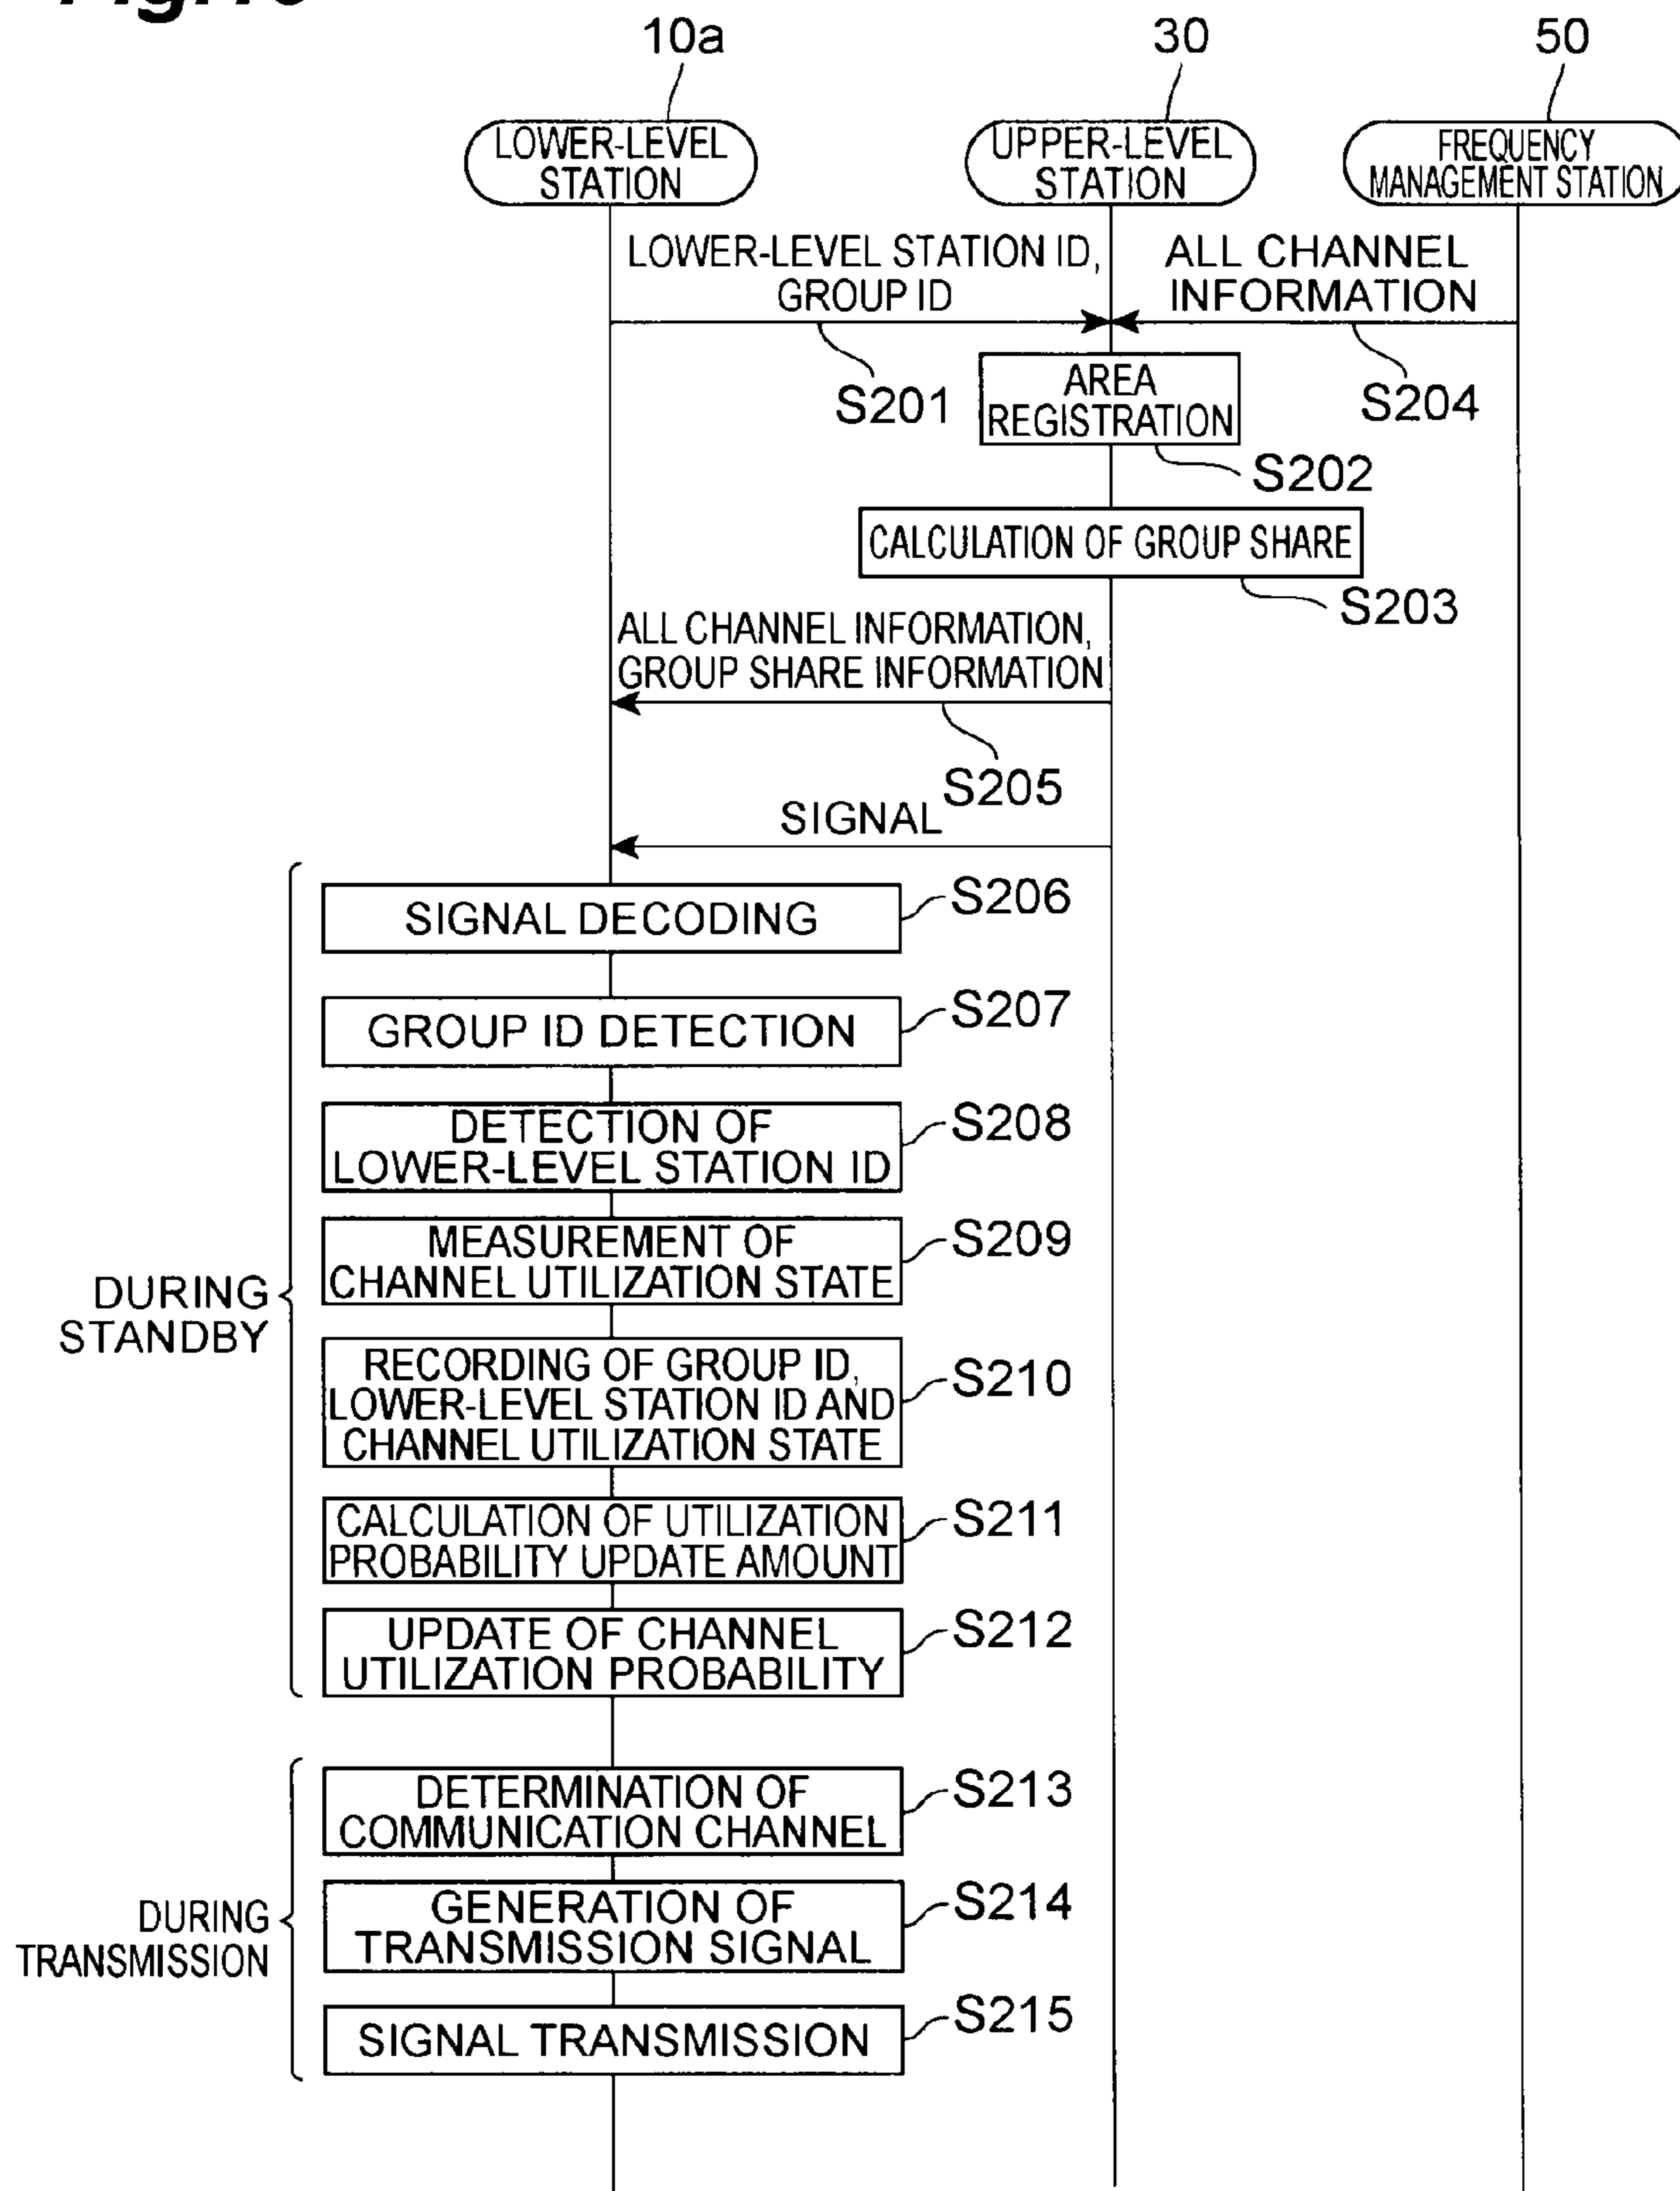 10a
30
50
LOWER-LEVEL
STATION
UPPER-LEVEL
STATION
FREQUENCY
MANAGEMENT STATION
LOWER-LEVEL STATION ID,
GROUP ID
ALL CHANNEL
INFORMATION
S201
S204
AREA
REGISTRATION
S202
CALCULATION OF GROUP SHARE
S203
ALL CHANNEL INFORMATION,
GROUP SHARE INFORMATION
S205
SIGNAL
DURING
STANDBY
SIGNAL DECODING
S206
GROUP ID DETECTION
S207
DETECTION OF
LOWER-LEVEL STATION ID
S208
MEASUREMENT OF
CHANNEL UTILIZATION STATE
S209
RECORDING OF GROUP ID,
LOWER-LEVEL STATION ID AND
CHANNEL UTILIZATION STATE
S210
CALCULATION OF UTILIZATION
PROBABILITY UPDATE AMOUNT
S211
UPDATE OF CHANNEL
UTILIZATION PROBABILITY
S212
DURING
TRANSMISSION
DETERMINATION OF
COMMUNICATION CHANNEL
S213
GENERATION OF
TRANSMISSION SIGNAL
S214
SIGNAL TRANSMISSION
S215